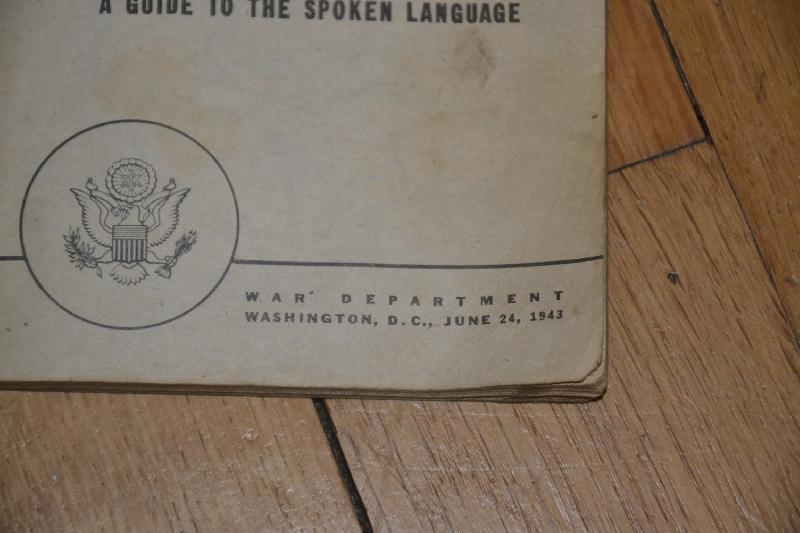 A GUIDE TO THE SPOKEN LANGUAGE
WAR DEPARTMENT
WASHINGTON, D.C., JUNE 24, 1943